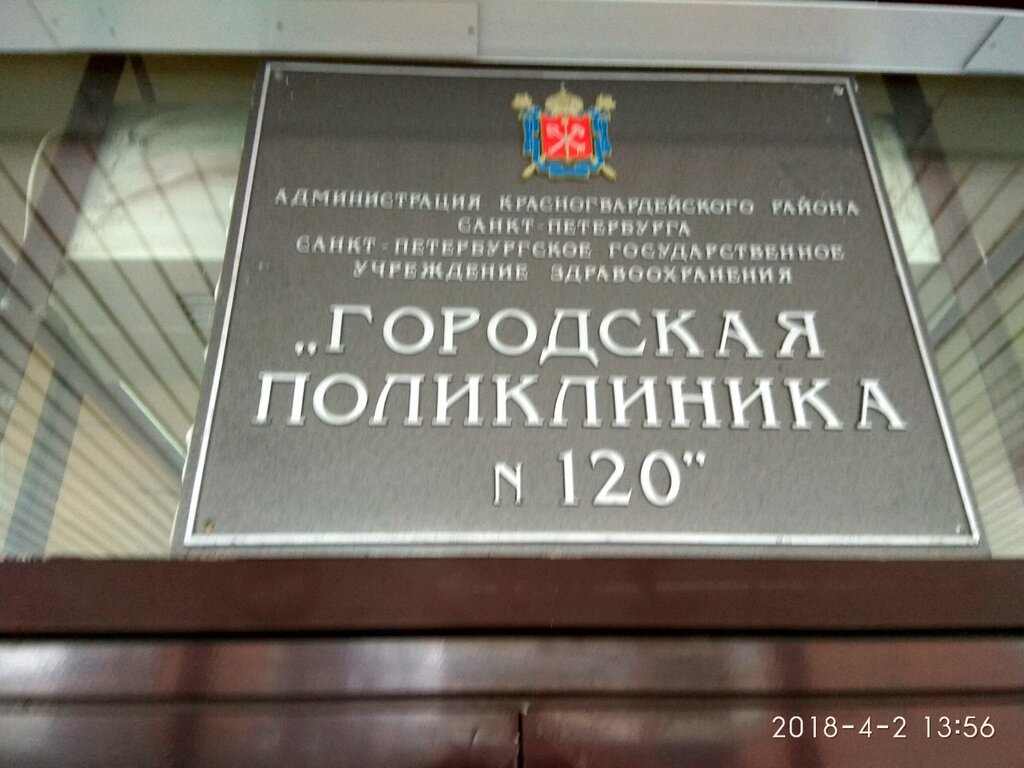 АДМИНИСТРАЦИЯ КРАСНОГВАРДЕЙСКОГО РАЙОНА
САНКТ-ПЕТЕРБУРГА
САНКТ-ПЕТЕРБУРГСКОЕ ГОСУДАРСТВЕННОЕ
УЧРЕЖДЕНИЕ ЗДРАВООХРАНЕНИЯ
„ГОРОДСКАЯ
ПОЛИКЛИНИКА
N 120”
2018-4-2 13:56